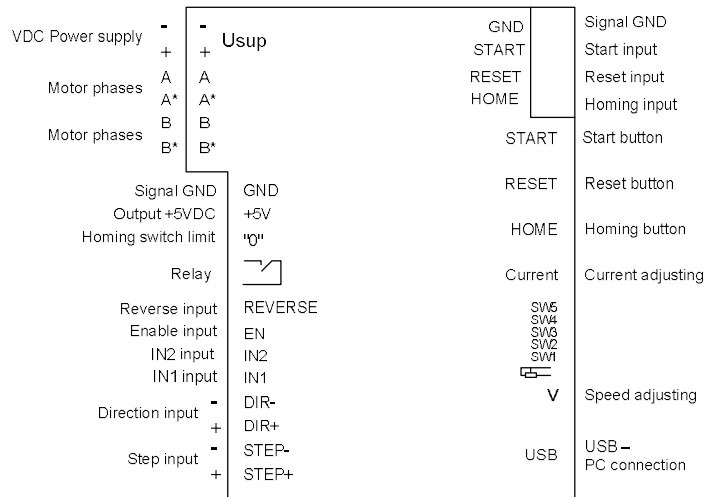 VDC Power supply - - Usup
+ +
Motor phases A A
A* A*
Motor phases B B
B* B*
Signal GND GND
Output +5VDC +5V
Homing switch limit "0"
Relay
Reverse input REVERSE
Enable input EN
IN2 input IN2
IN1 input IN1
Direction input - DIR-
+ DIR+
Step input - STEP-
+ STEP+
GND Signal GND
START Start input
RESET Reset input
HOME Homing input
START Start button
RESET Reset button
HOME Homing button
Current Current adjusting
SW5
SW4
SW3
SW2
SW1
V Speed adjusting
USB USB –
PC connection